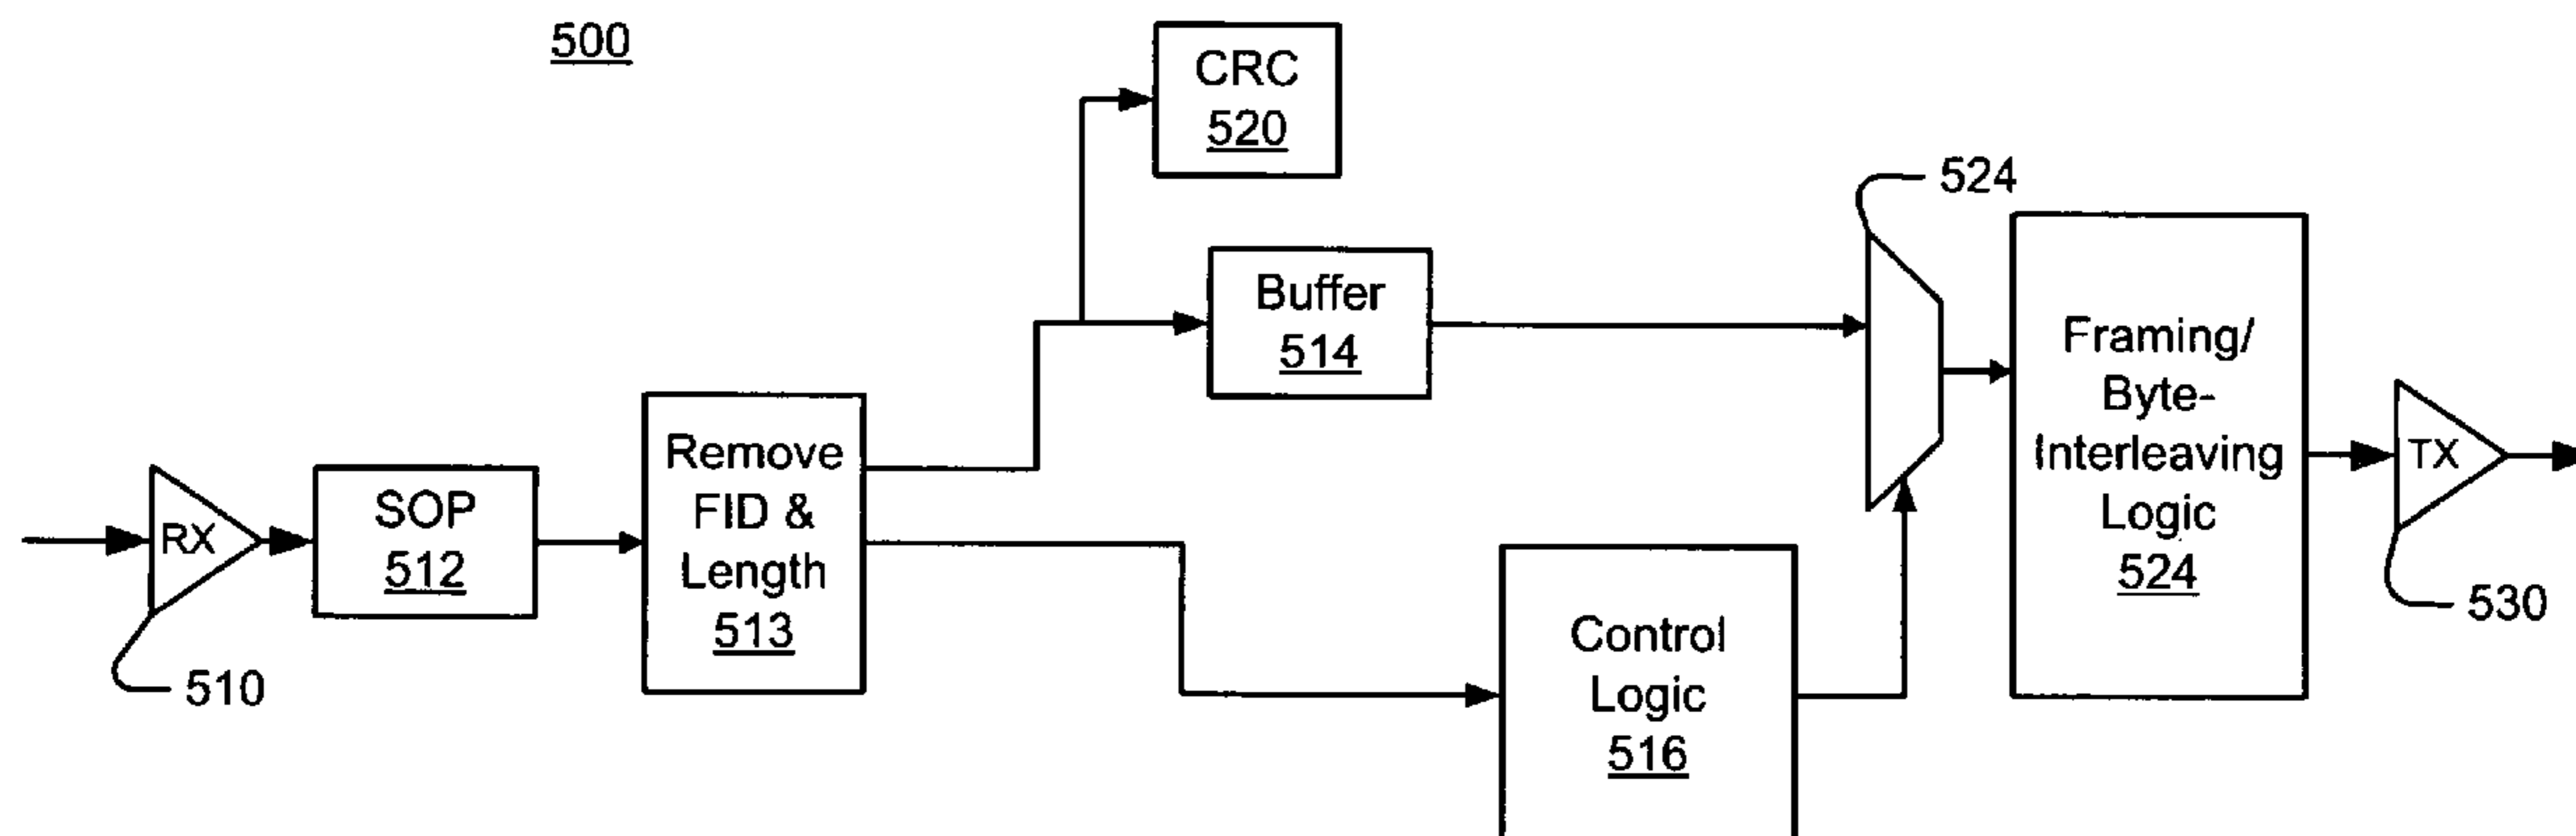 500
CRC
520
524
Buffer
514
Framing/
Byte-
Interleaving
Logic
524
Remove
FID &
Length
513
SOP
512
RX
510
TX
530
Control
Logic
516